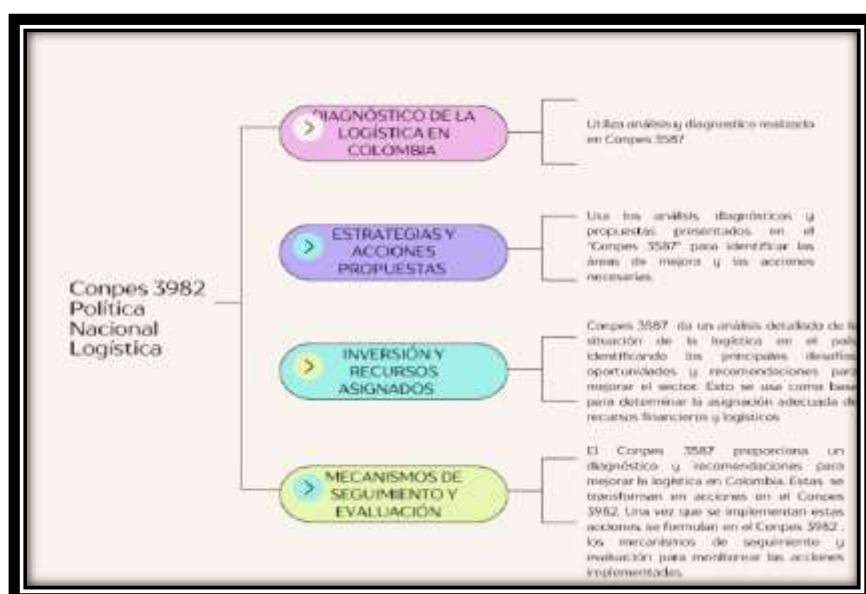 DIAGNÓSTICO DE LA
LOGÍSTICA EN
COLOMBIA
Utiliza análisis y diagnostico realizado
en Conpes 3587
ESTRATEGIAS Y
ACCIONES
PROPUESTAS
Usa los análisis, diagnósticos y
propuestas presentados en el
"Conpes 3587" para identificar las
áreas de mejora y las acciones
necesarias.
Conpes 3982
Política
Nacional
Logística
INVERSIÓN Y
RECURSOS
ASIGNADOS
Conpes 3587 da un análisis detallado de la
situación de la logística en el país
identificando los principales desafíos
oportunidades y recomendaciones para
mejorar el sector. Esto se usa como base
para determinar la asignación adecuada de
recursos financieros y logísticos
MECANISMOS DE
SEGUIMIENTO Y
EVALUACIÓN
El Conpes 3587 proporciona un
diagnóstico y recomendaciones para
mejorar la logística en Colombia. Estas se
transforman en acciones en el Conpes
3982. Una vez que se implementan estas
acciones, se formulan en el Conpes 3982 .
los mecanismos de seguimiento y
evaluación para monitorear las acciones
implementadas.